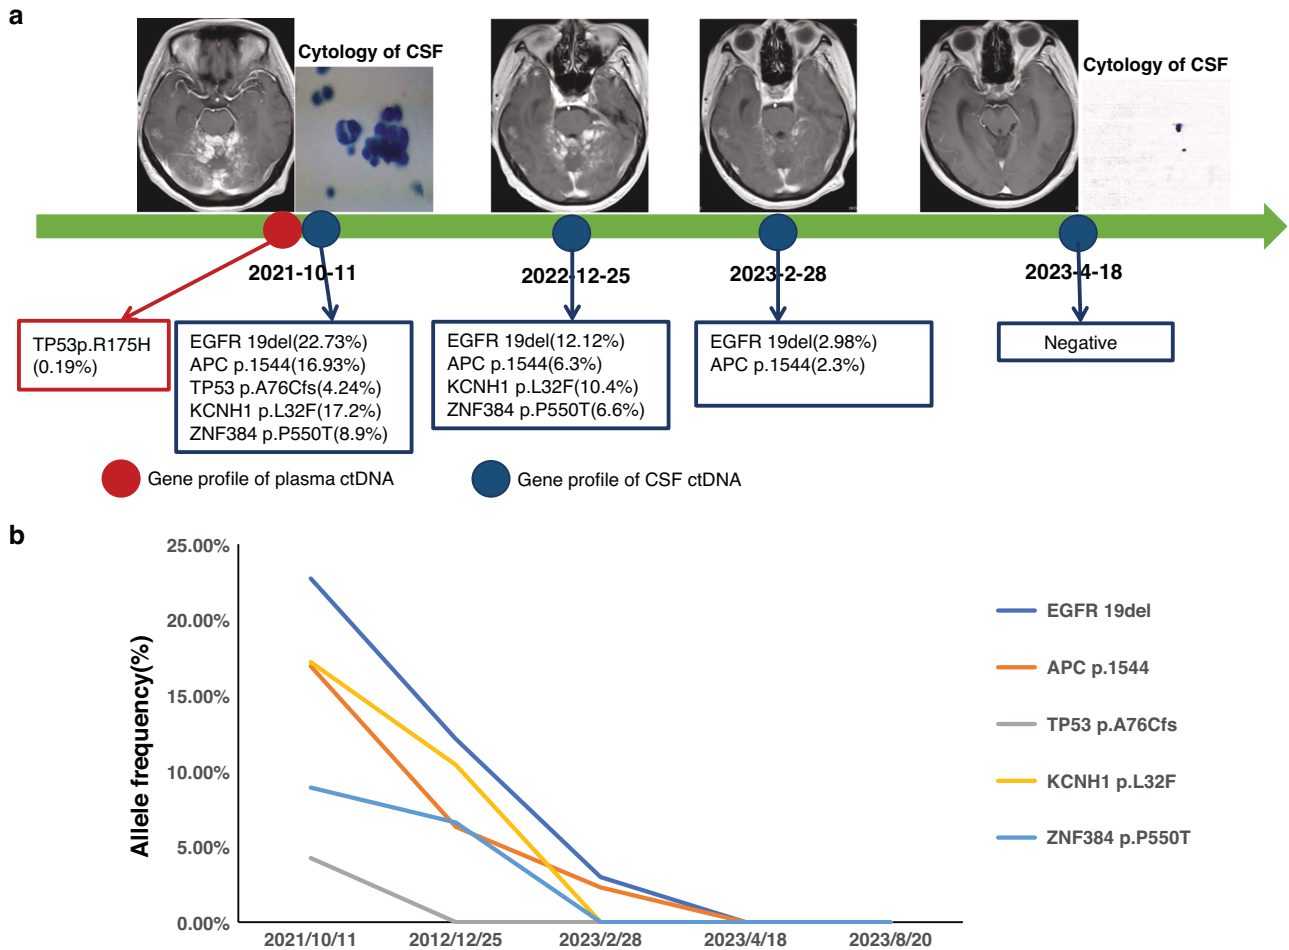 a
Cytology of CSF
Cytology of CSF
2021-10-11
2022-12-25
2023-2-28
2023-4-18
TP53p.R175H
(0.19%)
EGFR 19del(22.73%)
APC p.1544(16.93%)
TP53 p.A76Cfs(4.24%)
KCNH1 p.L32F(17.2%)
ZNF384 p.P550T(8.9%)
EGFR 19del(12.12%)
APC p.1544(6.3%)
KCNH1 p.L32F(10.4%)
ZNF384 p.P550T(6.6%)
EGFR 19del(2.98%)
APC p.1544(2.3%)
Negative
Gene profile of plasma ctDNA
Gene profile of CSF ctDNA
b
Allele frequency(%)
25.00%
20.00%
15.00%
10.00%
5.00%
0.00%
2021/10/11
2012/12/25
2023/2/28
2023/4/18
2023/8/20
EGFR 19del
APC p.1544
TP53 p.A76Cfs
KCNH1 p.L32F
ZNF384 p.P550T